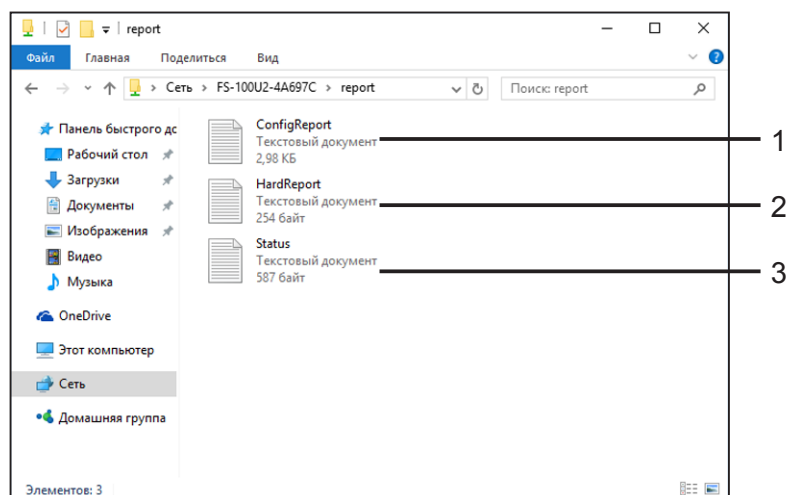 report
Файл Главная Поделиться Вид
Сеть > FS-100U2-4A697C > report
Поиск: report
Панель быстрого дс
Рабочий стол
Загрузки
Документы
Изображения
Видео
Музыка
OneDrive
Этот компьютер
Сеть
Домашняя группа
ConfigReport
Текстовый документ
2,98 КБ
1
HardReport
Текстовый документ
254 байт
2
Status
Текстовый документ
587 байт
3
Элементов: 3